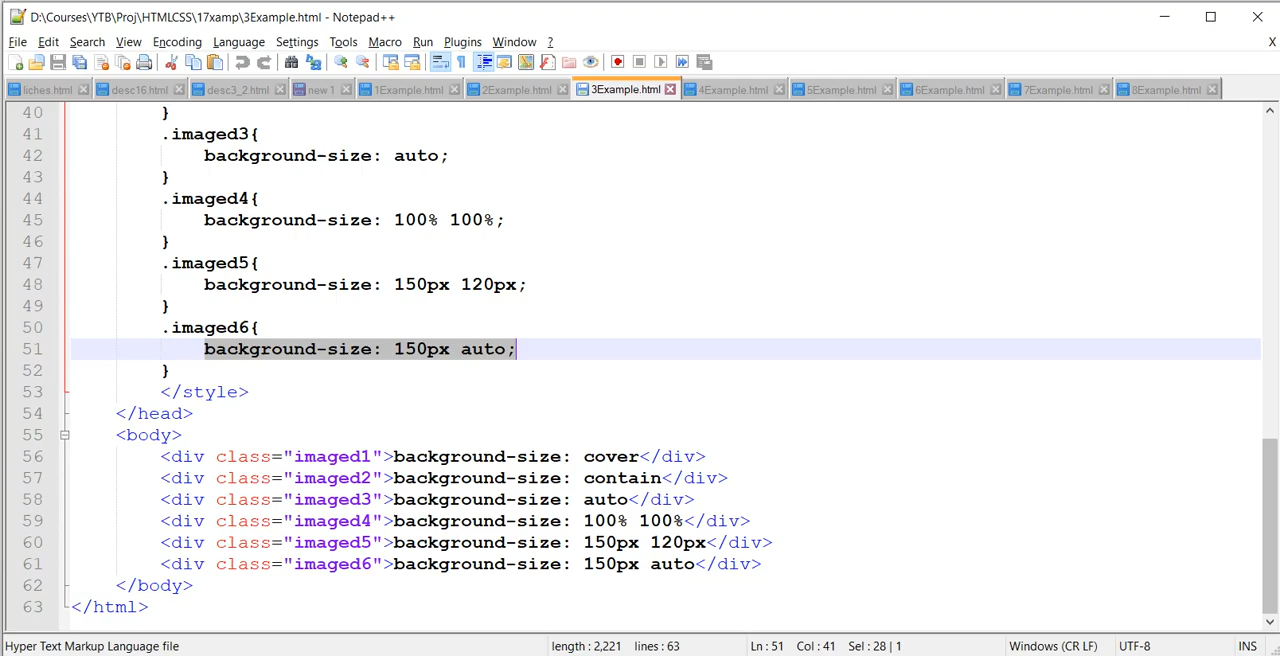 D:\Courses\YTB\Proj\HTMLCSS\17xamp\3Example.html - Notepad++
File Edit Search View Encoding Language Settings Tools Macro Run Plugins Window ? X
liches.html desc16.html desc3_2.html new 1 1Example.html 2Example.html 3Example.html 4Example.html 5Example.html 6Example.html 7Example.html 8Example.html
40 }
41 .imaged3{
42 background-size: auto;
43 }
44 .imaged4{
45 background-size: 100% 100%;
46 }
47 .imaged5{
48 background-size: 150px 120px;
49 }
50 .imaged6{
51 background-size: 150px auto;
52 }
53 </style>
54 </head>
55 <body>
56 <div class="imaged1">background-size: cover</div>
57 <div class="imaged2">background-size: contain</div>
58 <div class="imaged3">background-size: auto</div>
59 <div class="imaged4">background-size: 100% 100%</div>
60 <div class="imaged5">background-size: 150px 120px</div>
61 <div class="imaged6">background-size: 150px auto</div>
62 </body>
63 </html>
Hyper Text Markup Language file length : 2,221 lines : 63 Ln : 51 Col : 41 Sel : 28 | 1 Windows (CR LF) UTF-8 INS